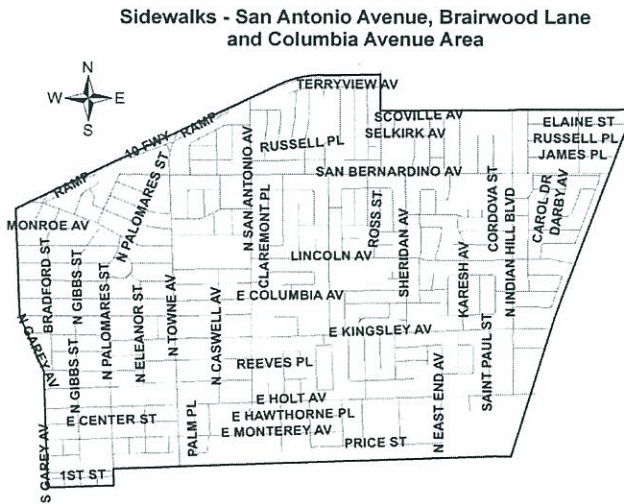 Sidewalks - San Antonio Avenue, Brairwood Lane
and Columbia Avenue Area
N
W E
S
TERRYVIEW AV
SCOVILLE AV
SELKIRK AV
ELAINE ST
RUSSELL PL
JAMES PL
RAMP
10 FWY
RAMP
RUSSELL PL
SAN BERNARDINO AV
MONROE AV
N PALOMARES ST
N SAN ANTONIO AV
CLAREMONT PL
ROSS ST
SHERIDAN AV
CORDOVA ST
N INDIAN HILL BLVD
CAROL DR
DARBY AV
LINCOLN AV
BRADFORD ST
N GIBBS ST
N PALOMARES ST
N ELEANOR ST
N TOWNE AV
N CASWELL AV
E COLUMBIA AV
KARESH AV
E KINGSLEY AV
N GAREY AV
N GIBBS ST
REEVES PL
SAINT PAUL ST
N EAST END AV
E HOLT AV
E HAWTHORNE PL
E MONTEREY AV
E CENTER ST
PALM PL
PRICE ST
S GAREY AV
1ST ST